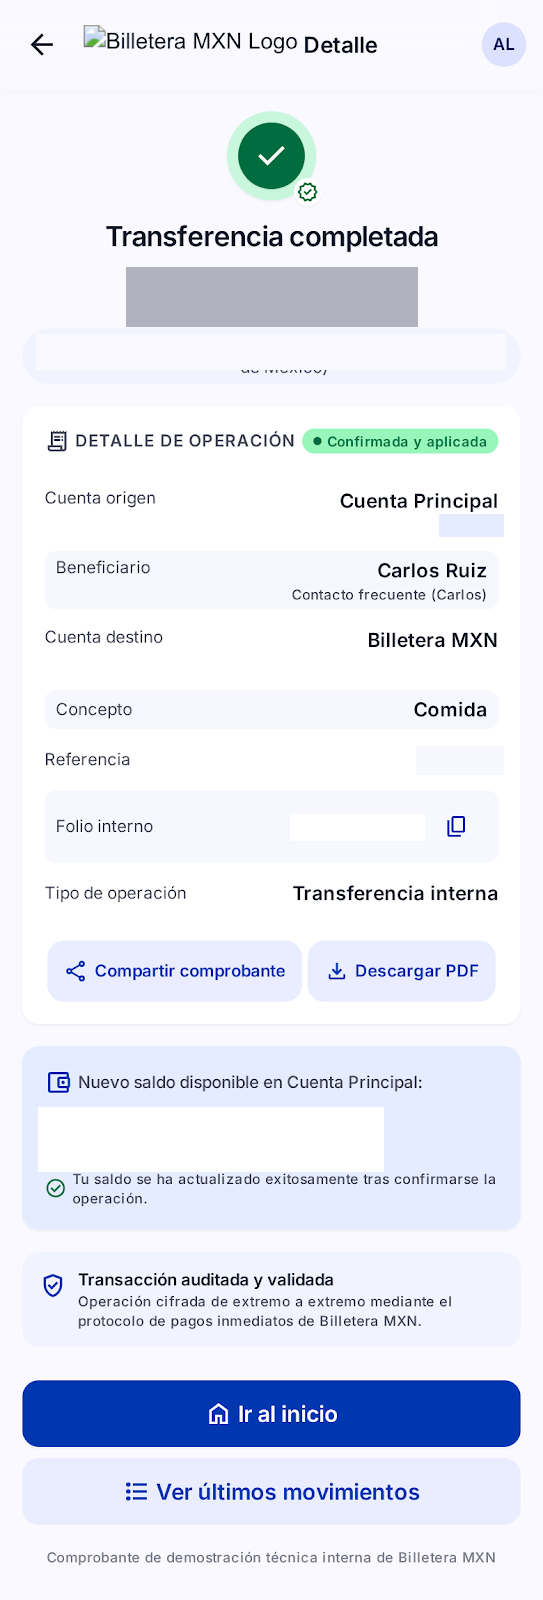 Billetera MXN Logo Detalle AL
Transferencia completada
DETALLE DE OPERACIÓN Confirmada y aplicada
Cuenta origen Cuenta Principal
Beneficiario Carlos Ruiz
Contacto frecuente (Carlos)
Cuenta destino Billetera MXN
Concepto Comida
Referencia
Folio interno
Tipo de operación Transferencia interna
Compartir comprobante Descargar PDF
Nuevo saldo disponible en Cuenta Principal:
Tu saldo se ha actualizado exitosamente tras confirmarse la
operación.
Transacción auditada y validada
Operación cifrada de extremo a extremo mediante el
protocolo de pagos inmediatos de Billetera MXN.
Ir al inicio
Ver últimos movimientos
Comprobante de demostración técnica interna de Billetera MXN